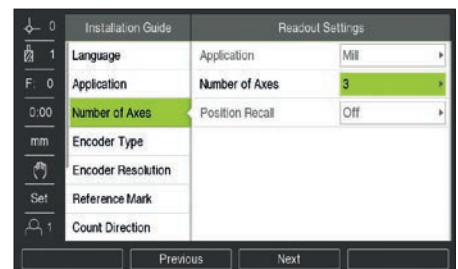 0
1
F: 0
0:00
mm
Set
1
Installation Guide
Language
Application
Number of Axes
Encoder Type
Encoder Resolution
Reference Mark
Count Direction
Readout Settings
Application Mill
Number of Axes 3
Position Recall Off
Previous Next